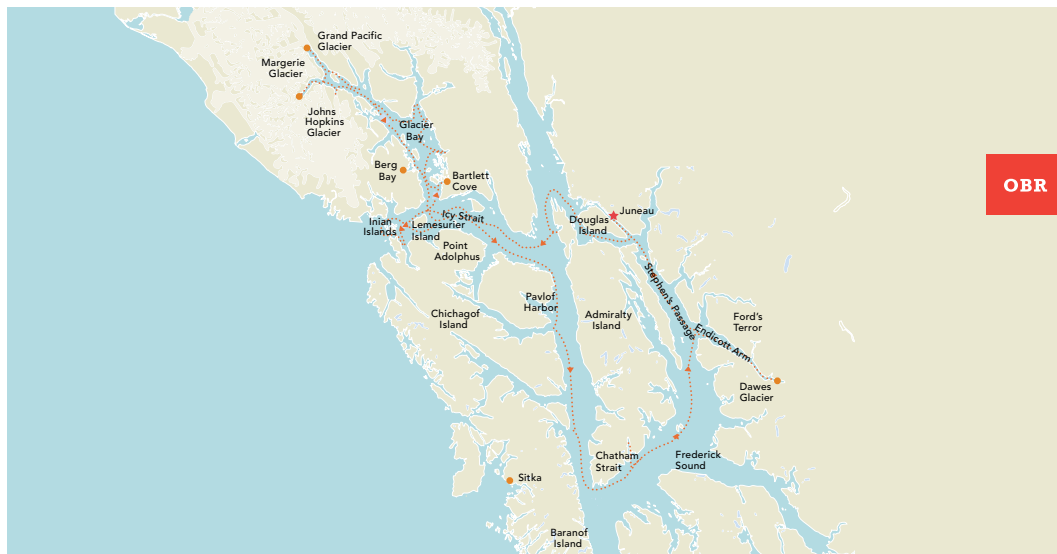 Grand Pacific
Glacier
Margerie
Glacier
Johns
Hopkins
Glacier
Glacier
Bay
Berg
Bay
Bartlett
Cove
OBR
Icy Strait
Juneau
Douglas
Island
Inian
Islands
Lemesurier
Island
Point
Adolphus
Stephen's Passage
Pavlof
Harbor
Chichagof
Island
Admiralty
Island
Ford's
Terror
Endicott Arm
Dawes
Glacier
Chatham
Strait
Frederick
Sound
Sitka
Baranof
Island